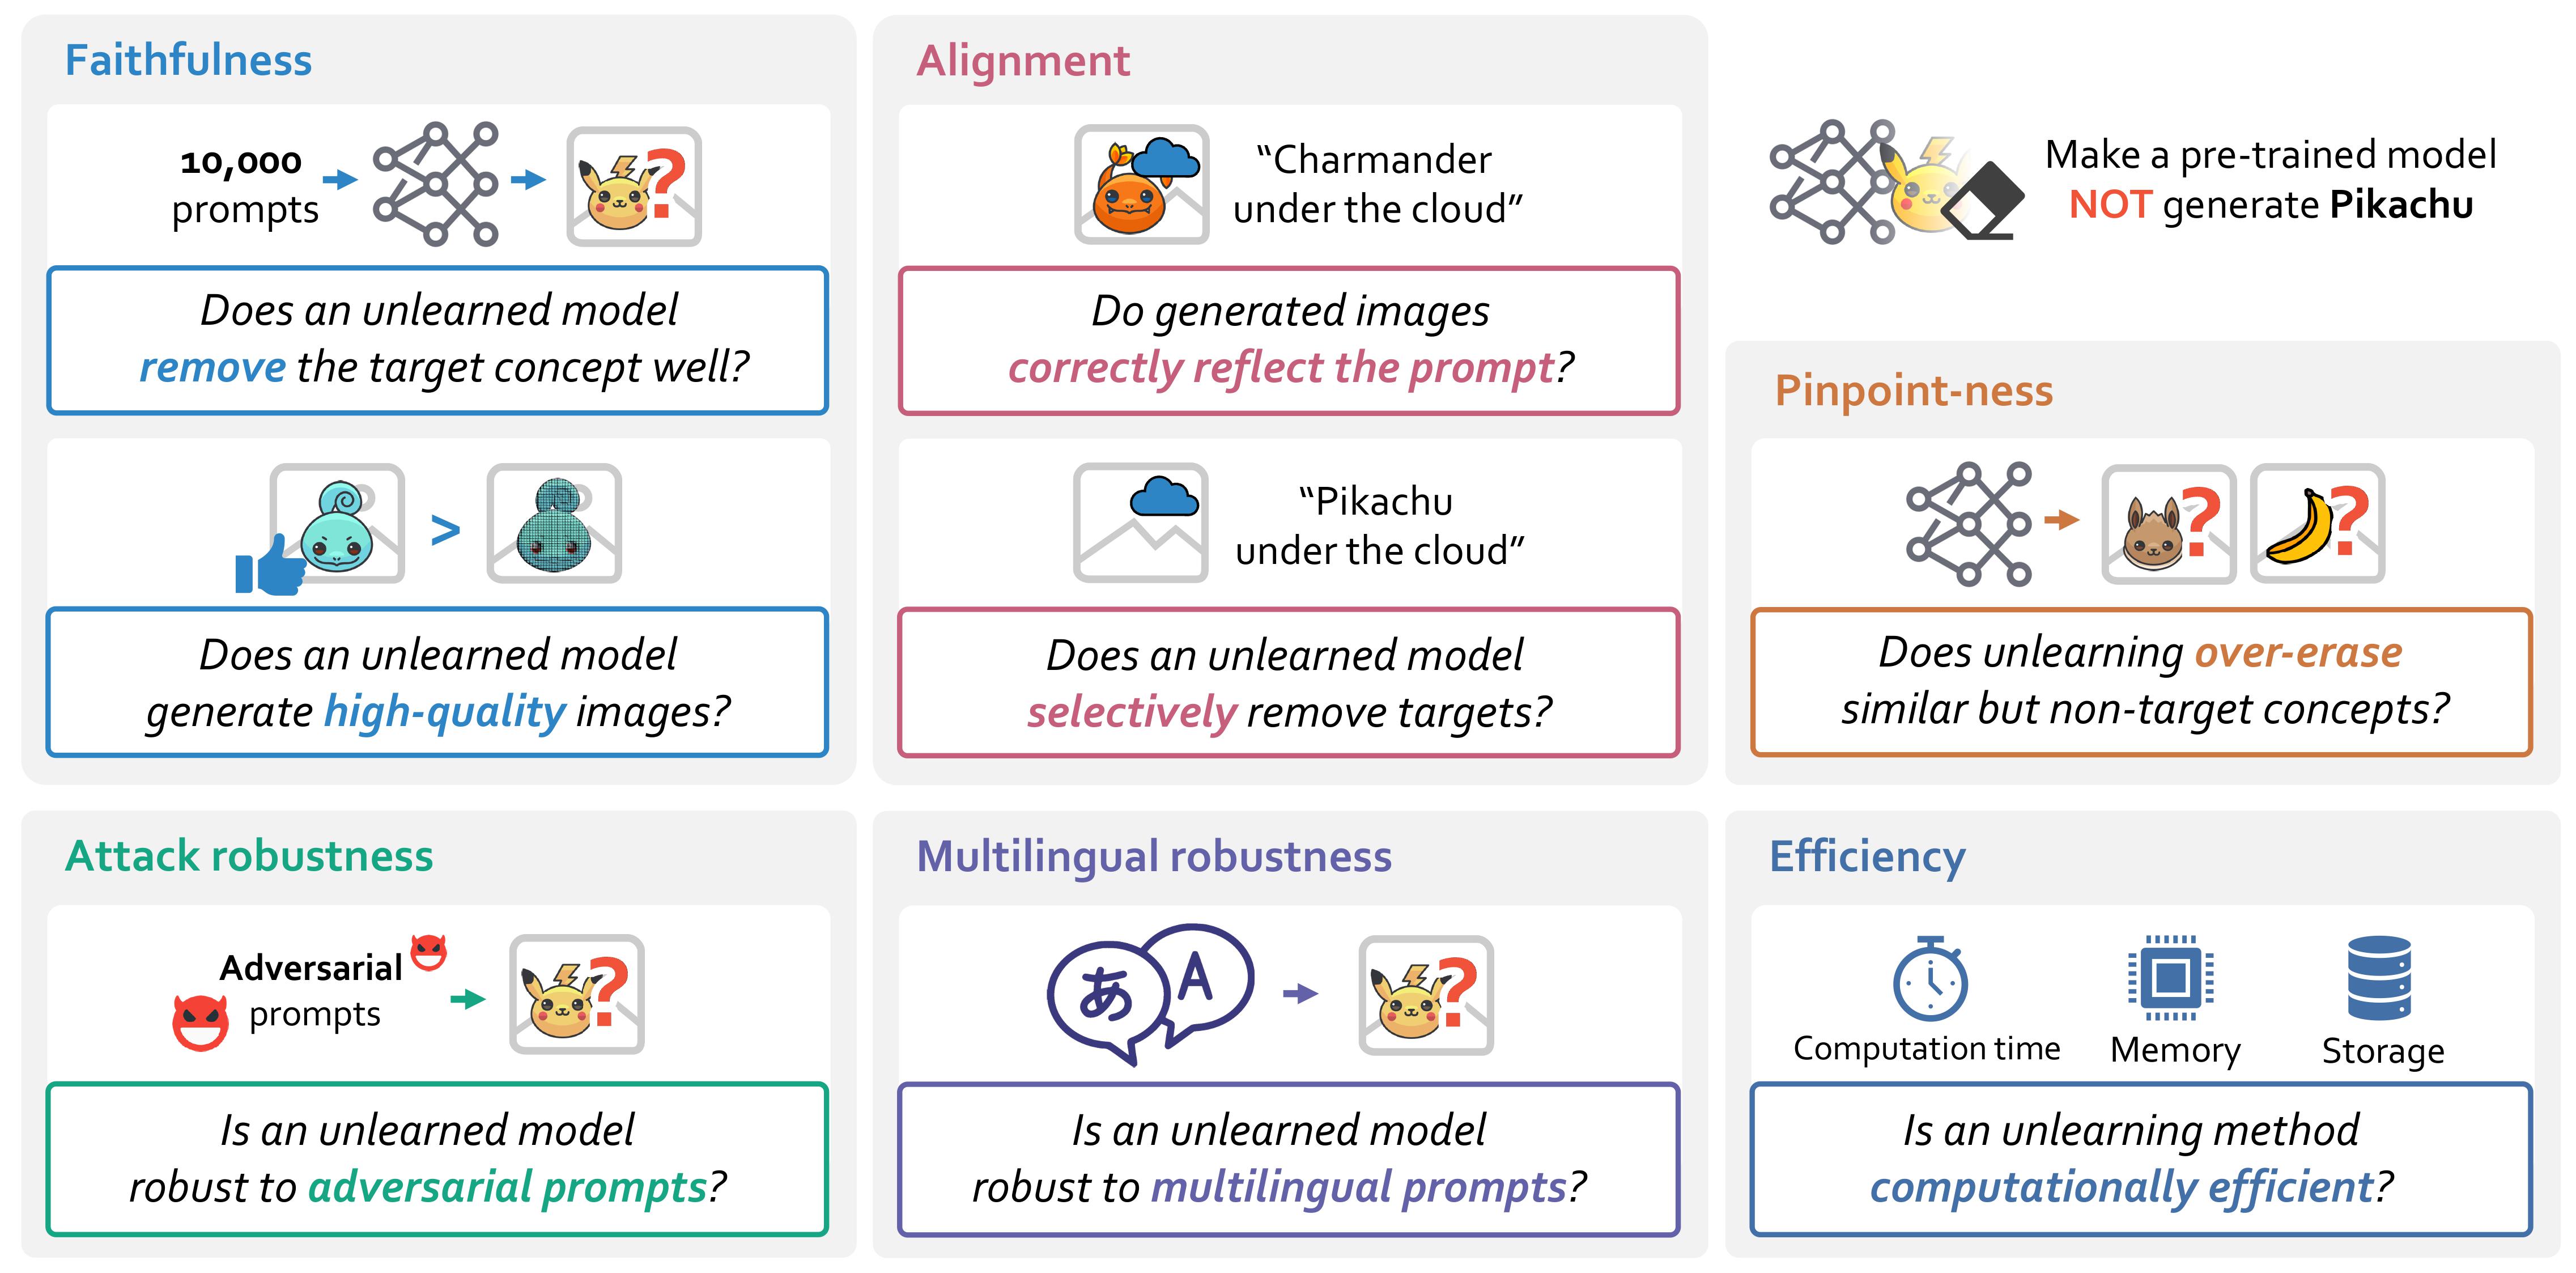 Faithfulness
10,000
prompts
Does an unlearned model
remove the target concept well?
Does an unlearned model
generate high-quality images?
Alignment
“Charmander
under the cloud”
Do generated images
correctly reflect the prompt?
“Pikachu
under the cloud”
Does an unlearned model
selectively remove targets?
Make a pre-trained model
NOT generate Pikachu
Pinpoint-ness
Does unlearning over-erase
similar but non-target concepts?
Attack robustness
Adversarial
prompts
Is an unlearned model
robust to adversarial prompts?
Multilingual robustness
あ A
Is an unlearned model
robust to multilingual prompts?
Efficiency
Computation time Memory Storage
Is an unlearning method
computationally efficient?